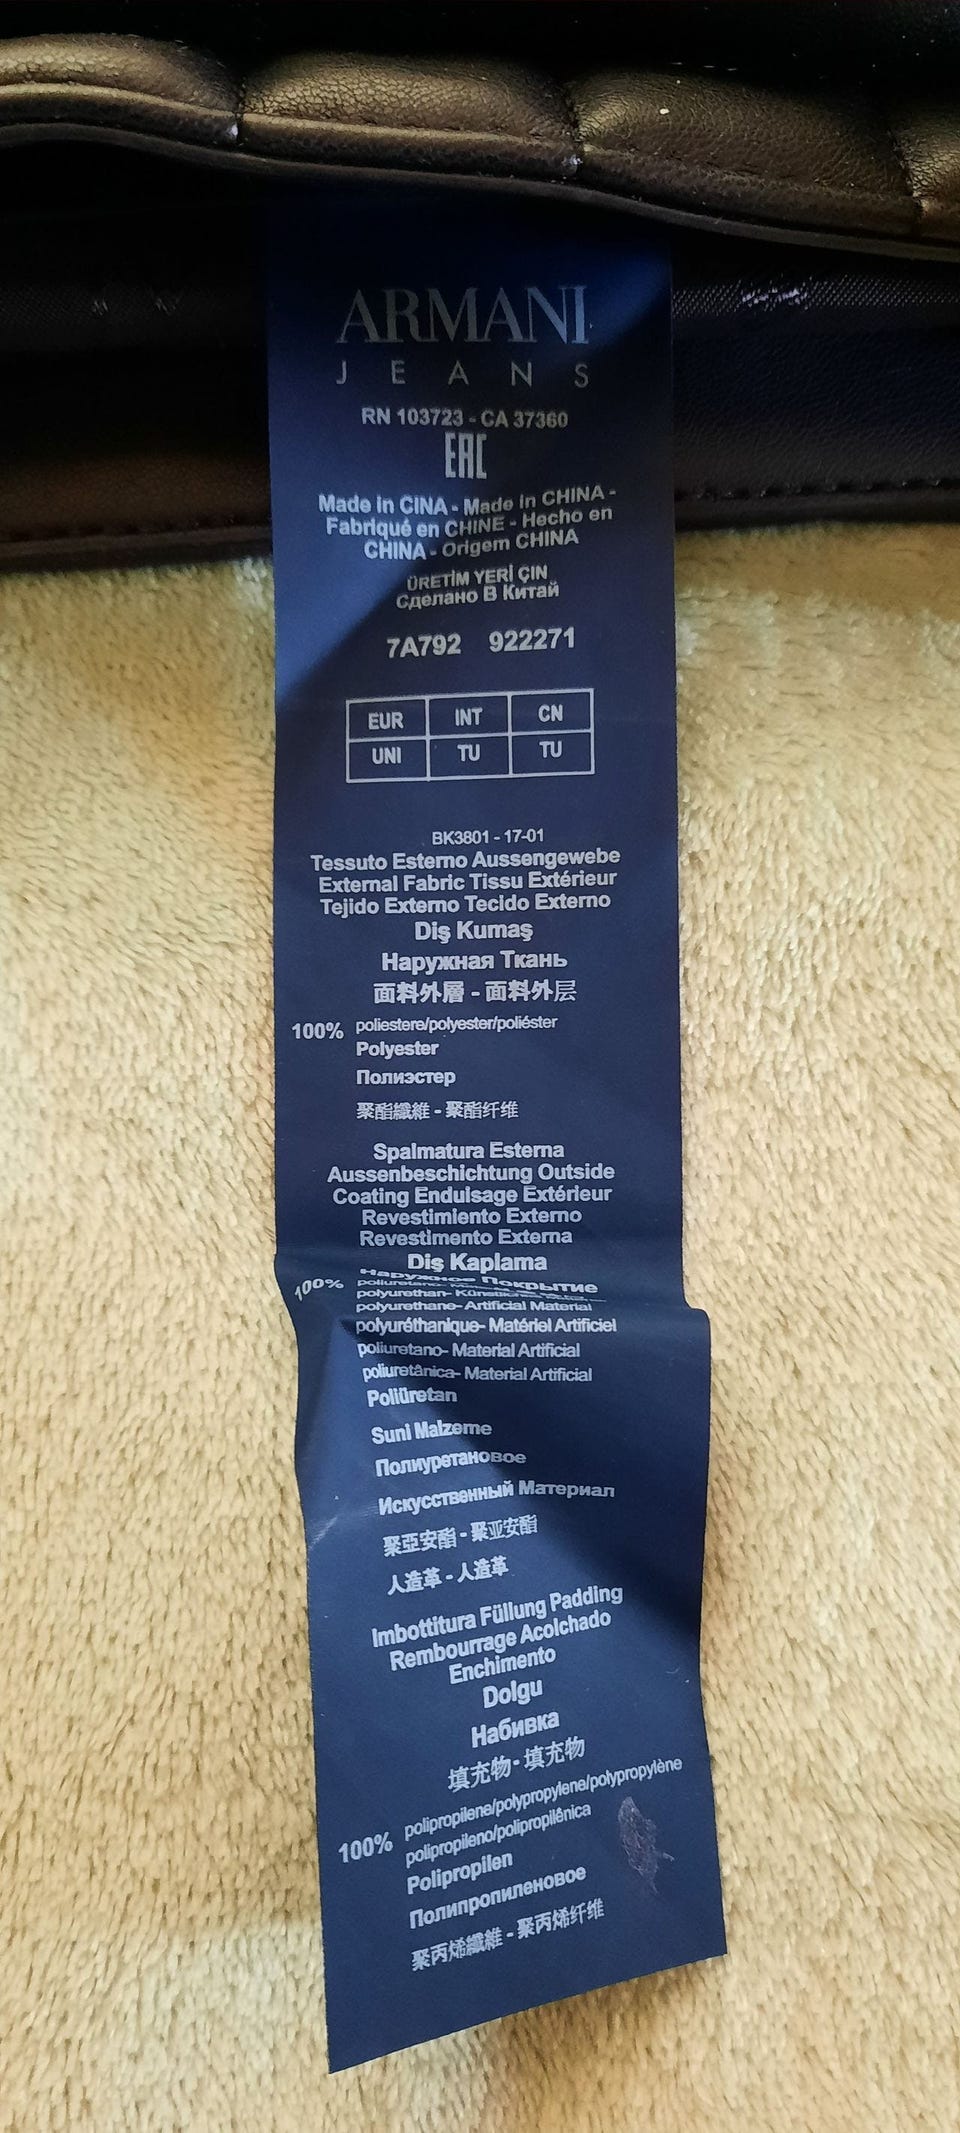 ARMANI
JEANS
RN 103723 - CA 37360
EAC
Made in CINA - Made in CHINA -
Fabriqué en CHINE - Hecho en
CHINA - Origem CHINA
ÜRETİM YERİ ÇIN
Сделано В Китай
7A792 922271
EUR INT CN
UNI TU TU
BK3801 - 17-01
Tessuto Esterno Aussengewebe
External Fabric Tissu Extérieur
Tejido Externo Tecido Externo
Diş Kumaş
Наружная Ткань
面料外層 - 面料外层
100% poliestere/polyester/poliéster
Polyester
Полиэстер
聚酯纖維 - 聚酯纤维
Spalmatura Esterna
Aussenbeschichtung Outside
Coating Enduisage Extérieur
Revestimiento Externo
Revestimento Externa
Diş Kaplama
Наружное Покрытие
100% poliuretano-
polyurethan-
polyurethane- Artificial Material
polyuréthanique- Matériel Artificiel
poliuretano- Material Artificial
poliuretânica- Material Artificial
Poliüretan
Suni Malzeme
Полиуретановое
Искусственный Материал
聚亞安酯 - 聚亚安酯
人造革 - 人造革
Imbottitura Füllung Padding
Rembourrage Acolchado
Enchimento
Dolgu
Набивка
填充物- 填充物
100% polipropilene/polypropylene/polypropylène
polipropileno/polipropilênica
Polipropilen
Полипропиленовое
聚丙烯纖維 - 聚丙烯纤维